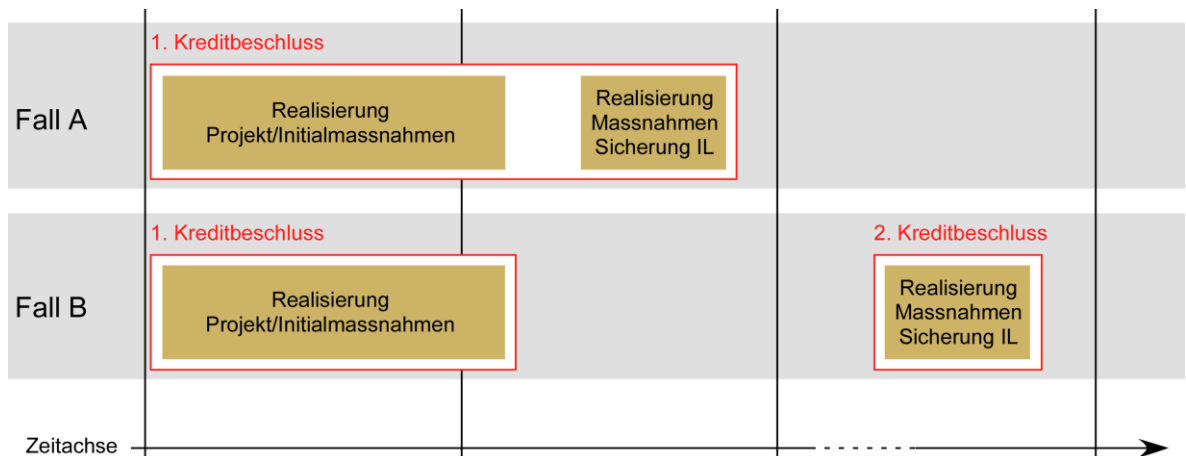 1. Kreditbeschluss
Fall A
Realisierung
Projekt/Initialmassnahmen
Realisierung
Massnahmen
Sicherung IL
1. Kreditbeschluss
2. Kreditbeschluss
Fall B
Realisierung
Projekt/Initialmassnahmen
Realisierung
Massnahmen
Sicherung IL
Zeitachse